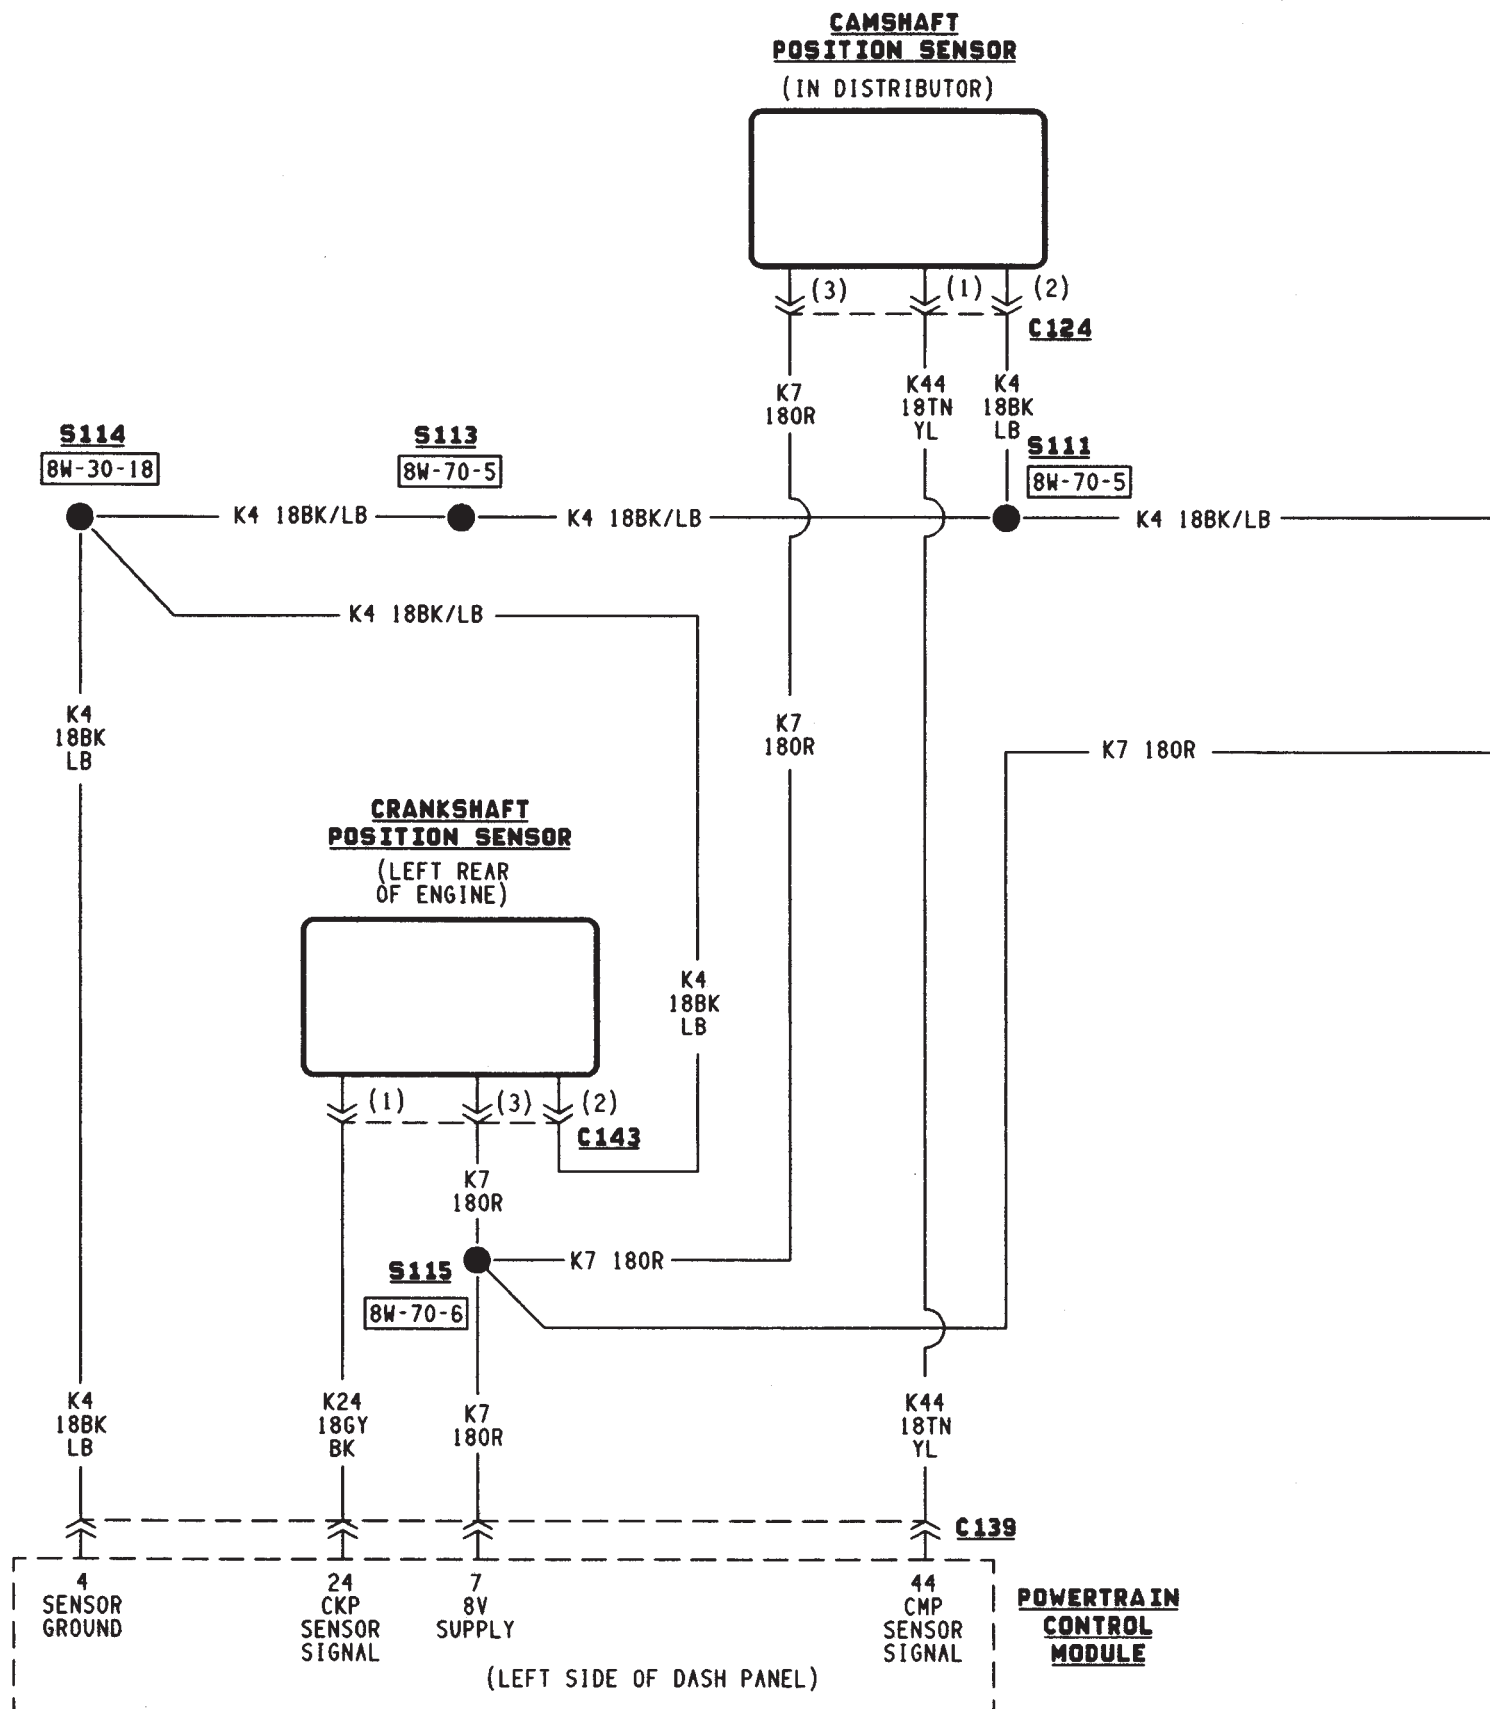 CAMSHAFT
POSITION SENSOR
(IN DISTRIBUTOR)
(3)
(1)
(2)
C124
K7
18OR
K44
18TN
YL
K4
18BK
LB
S114
8W-30-18
S113
8W-70-5
S111
8W-70-5
K4 18BK/LB
K4 18BK/LB
K4 18BK/LB
K4 18BK/LB
K4
18BK
LB
K7
18OR
K7 18OR
CRANKSHAFT
POSITION SENSOR
(LEFT REAR
OF ENGINE)
K4
18BK
LB
(1)
(3)
(2)
C143
K7
18OR
S115
8W-70-6
K7 18OR
K4
18BK
LB
K24
18GY
BK
K7
18OR
K44
18TN
YL
C139
4
SENSOR
GROUND
24
CKP
SENSOR
SIGNAL
7
8V
SUPPLY
44
CMP
SENSOR
SIGNAL
POWERTRAIN
CONTROL
MODULE
(LEFT SIDE OF DASH PANEL)